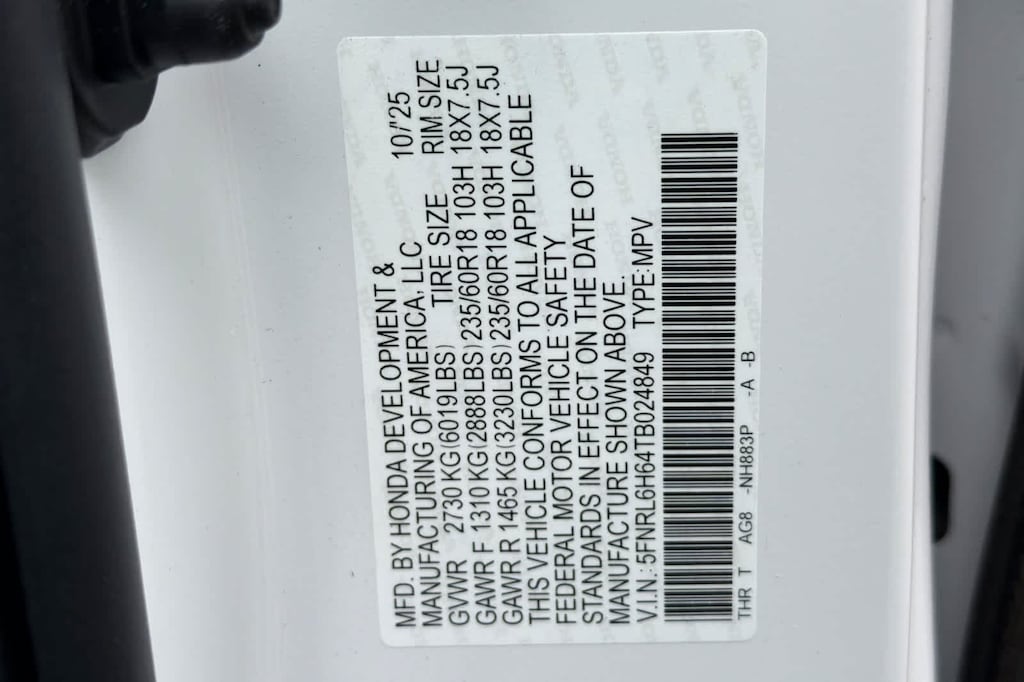 MFD. BY HONDA DEVELOPMENT &
MANUFACTURING OF AMERICA, LLC 10/'25
GVWR 2730 KG(6019LBS) TIRE SIZE RIM SIZE
GAWR F 1310 KG(2888LBS)235/60R18 103H 18X7.5J
GAWR R 1465 KG(3230LBS)235/60R18 103H 18X7.5J
THIS VEHICLE CONFORMS TO ALL APPLICABLE
FEDERAL MOTOR VEHICLE SAFETY
STANDARDS IN EFFECT ON THE DATE OF
MANUFACTURE SHOWN ABOVE.
V.I.N.:5FNRL6H64TB024849 TYPE:MPV
THR T AG8 -NH883P -A -B